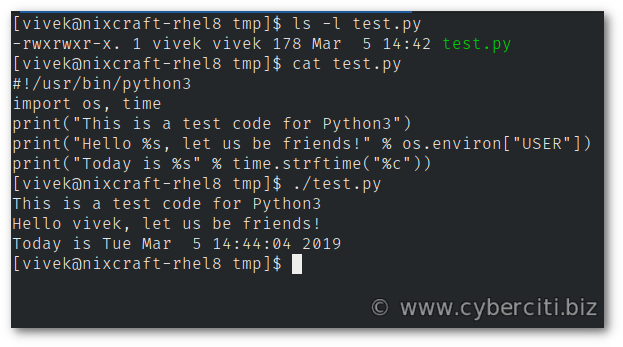 [vivek@nixcraft-rhel8 tmp]$ ls -l test.py
-rwxrwxr-x. 1 vivek vivek 178 Mar  5 14:42 test.py
[vivek@nixcraft-rhel8 tmp]$ cat test.py
#!/usr/bin/python3
import os, time
print("This is a test code for Python3")
print("Hello %s, let us be friends!" % os.environ["USER"])
print("Today is %s" % time.strftime("%c"))
[vivek@nixcraft-rhel8 tmp]$ ./test.py
This is a test code for Python3
Hello vivek, let us be friends!
Today is Tue Mar  5 14:44:04 2019
[vivek@nixcraft-rhel8 tmp]$
© www.cyberciti.biz